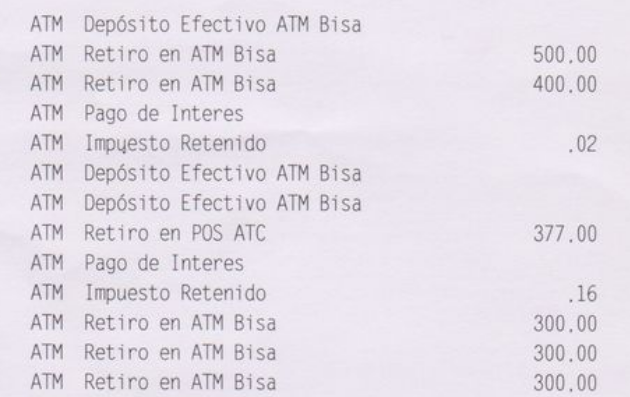 ATM Depósito Efectivo ATM Bisa
ATM Retiro en ATM Bisa 500.00
ATM Retiro en ATM Bisa 400.00
ATM Pago de Interes
ATM Impuesto Retenido .02
ATM Depósito Efectivo ATM Bisa
ATM Depósito Efectivo ATM Bisa
ATM Retiro en POS ATC 377.00
ATM Pago de Interes
ATM Impuesto Retenido .16
ATM Retiro en ATM Bisa 300.00
ATM Retiro en ATM Bisa 300.00
ATM Retiro en ATM Bisa 300.00